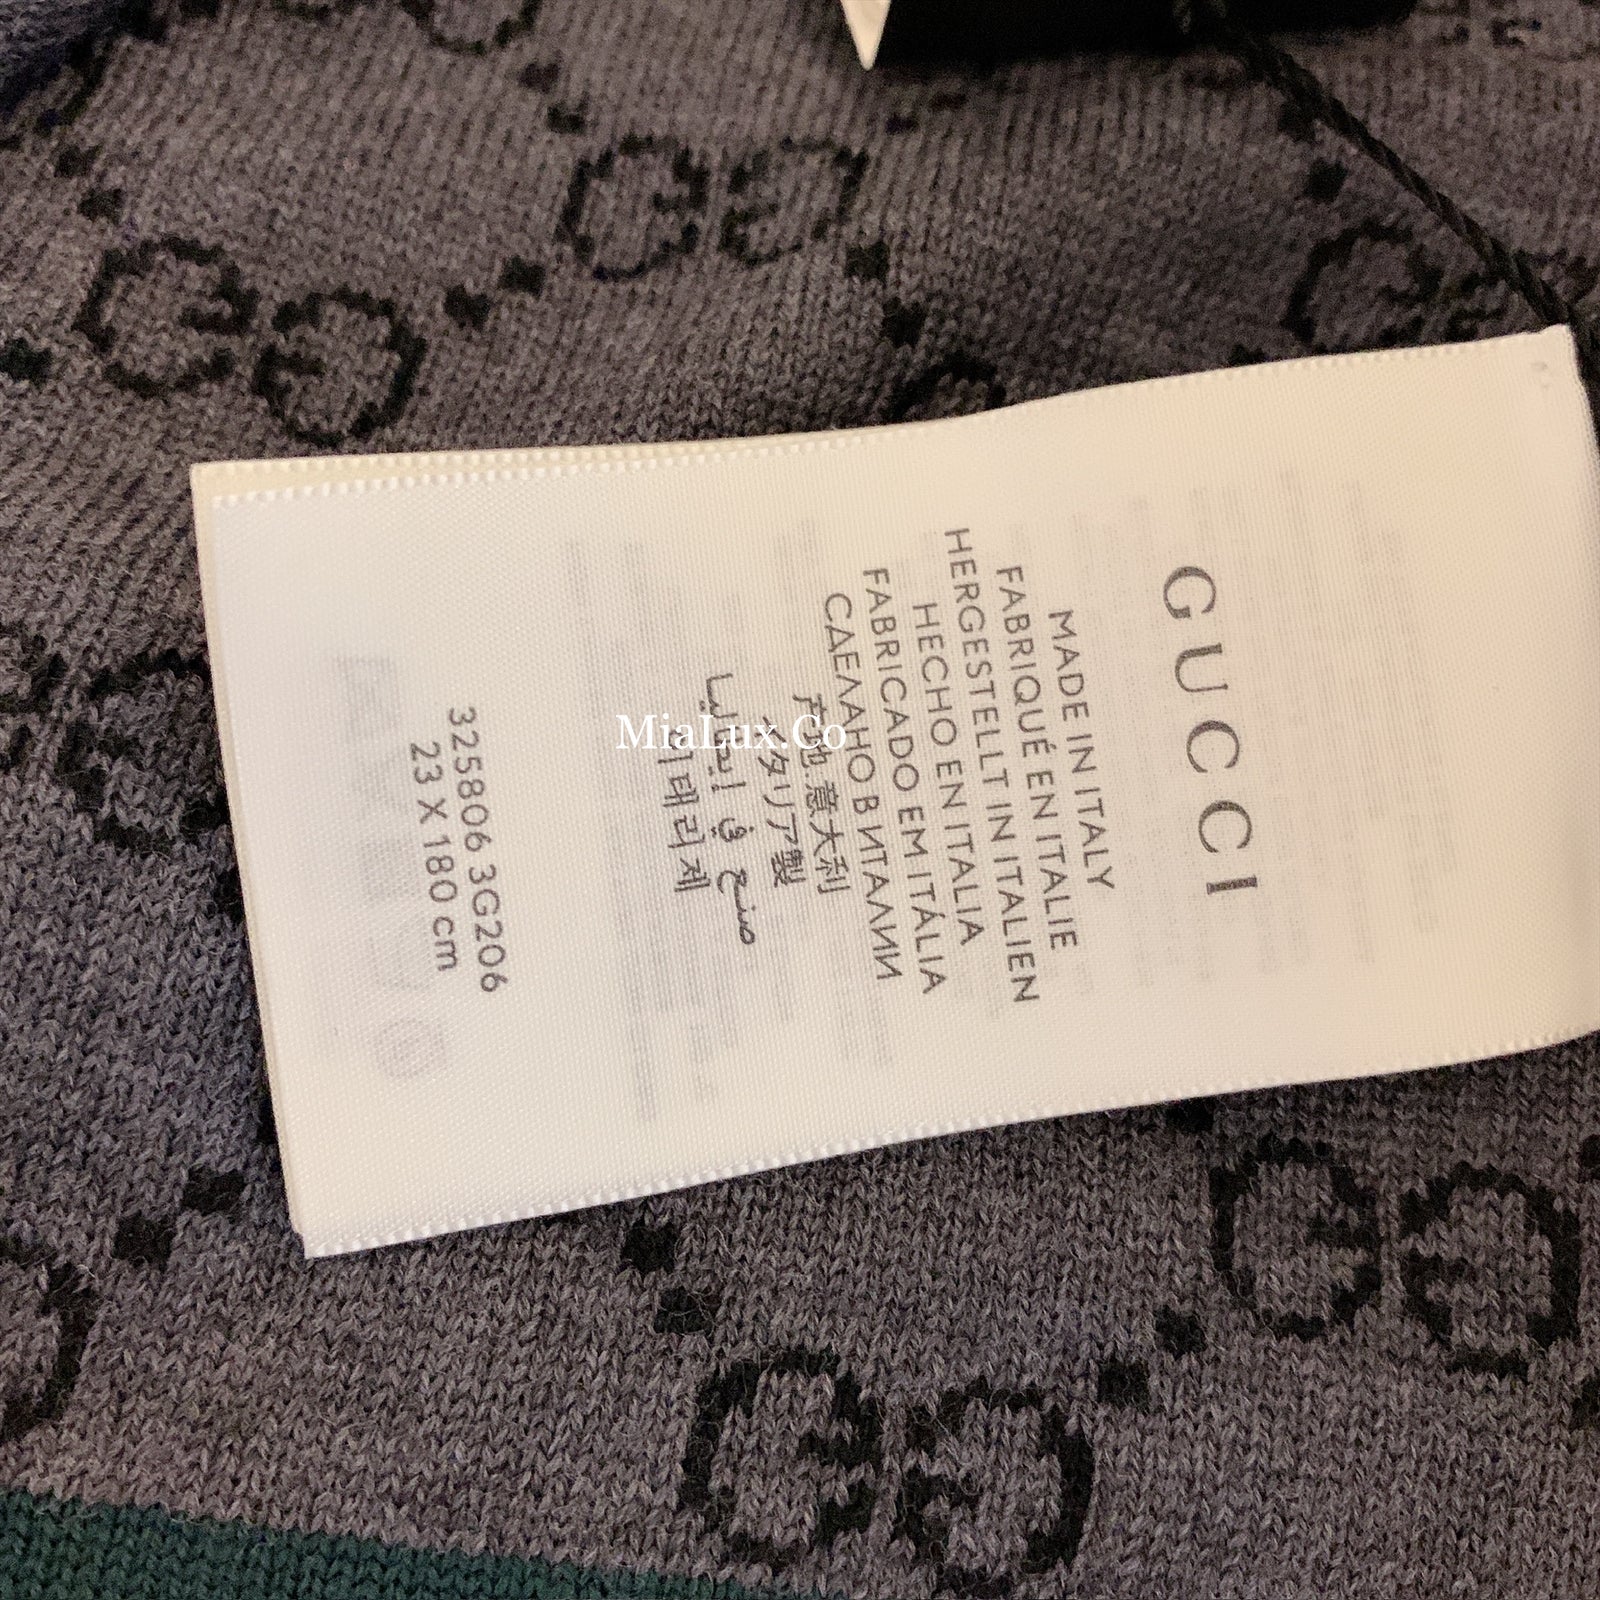 GUCCI
MADE IN ITALY
FABRIQUÉ EN ITALIE
HERGESTELLT IN ITALIEN
HECHO EN ITALIA
FABRICADO EM ITÁLIA
СДЕЛАНО В ИТАЛИИ
产地:意大利
イタリア製
صنع في إيطاليا
이태리제
325806 3G206
23 X 180 cm
MiaLux.Co